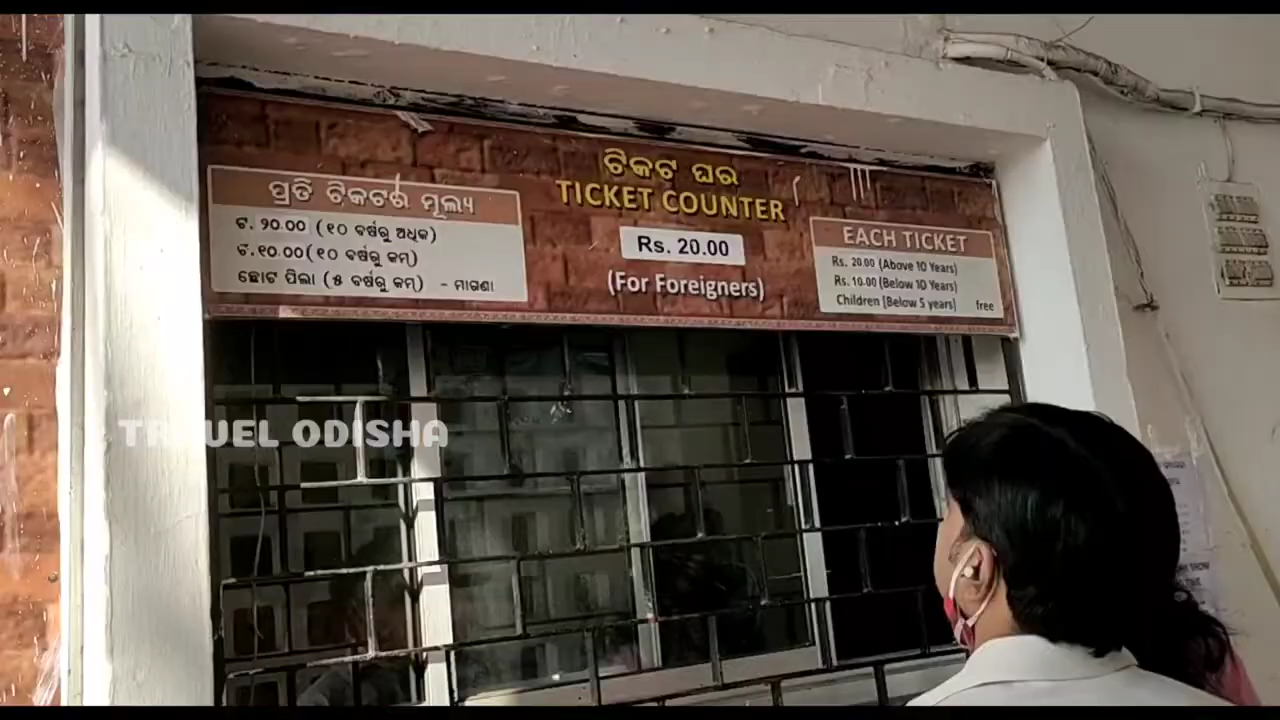 ଟିକଟ ଘର
TICKET COUNTER
Rs. 20.00
(For Foreigners)
ପ୍ରତି ଟିକଟର ମୂଲ୍ୟ
ଟ. ୨୦.୦୦ (୧୦ ବର୍ଷରୁ ଅଧିକ)
ଟ.୧୦.୦୦(୧୦ ବର୍ଷରୁ କମ୍)
ଛୋଟ ପିଲା (୫ ବର୍ଷରୁ କମ୍) - ମାଗଣା
EACH TICKET
Rs. 20.00 (Above 10 Years)
Rs. 10.00 (Below 10 Years)
Children [Below 5 years] free
TRAVEL ODISHA